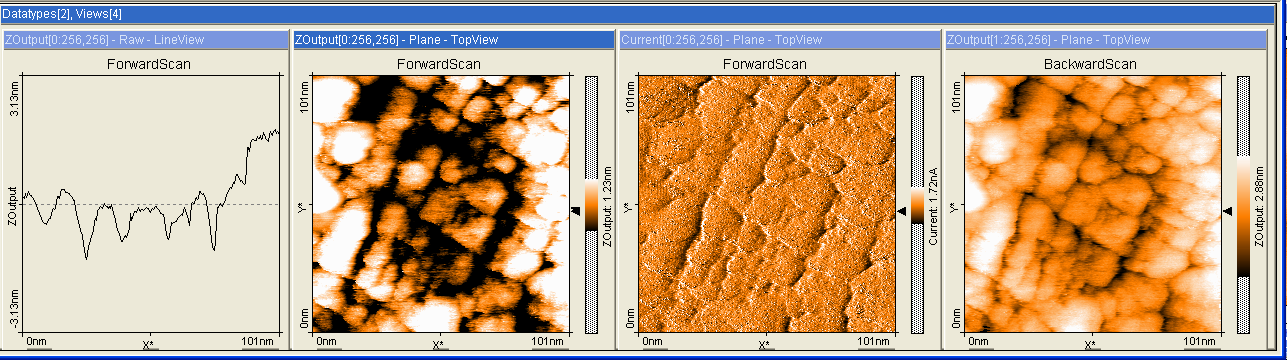 Datatypes[2], Views[4]
ZOutput[0:256,256] - Raw - LineView
ForwardScan
3.13nm
ZOutput
-3.13nm
0nm
X*
101nm
ZOutput[0:256,256] - Plane - TopView
ForwardScan
101nm
Y*
0nm
0nm
X*
101nm
ZOutput: 1.23nm
Current[0:256,256] - Plane - TopView
ForwardScan
101nm
Y*
0nm
0nm
X*
101nm
Current: 1.72nA
ZOutput[1:256,256] - Plane - TopView
BackwardScan
101nm
Y*
0nm
0nm
X*
101nm
ZOutput: 2.88nm